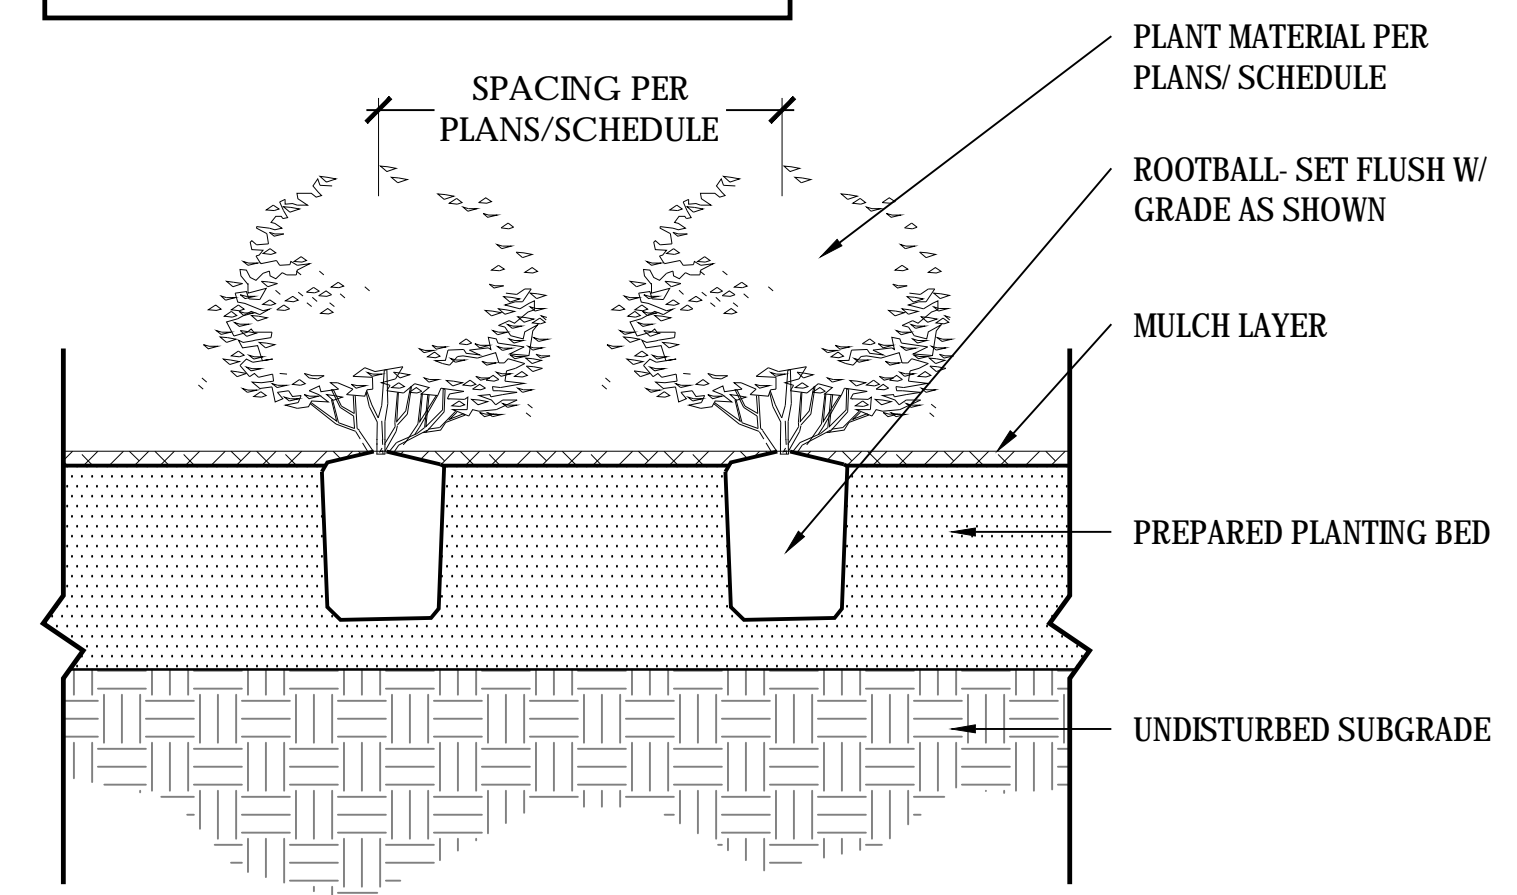 SPACING PER
PLANS/SCHEDULE
PLANT MATERIAL PER
PLANS/ SCHEDULE
ROOTBALL- SET FLUSH W/
GRADE AS SHOWN
MULCH LAYER
PREPARED PLANTING BED
UNDISTURBED SUBGRADE